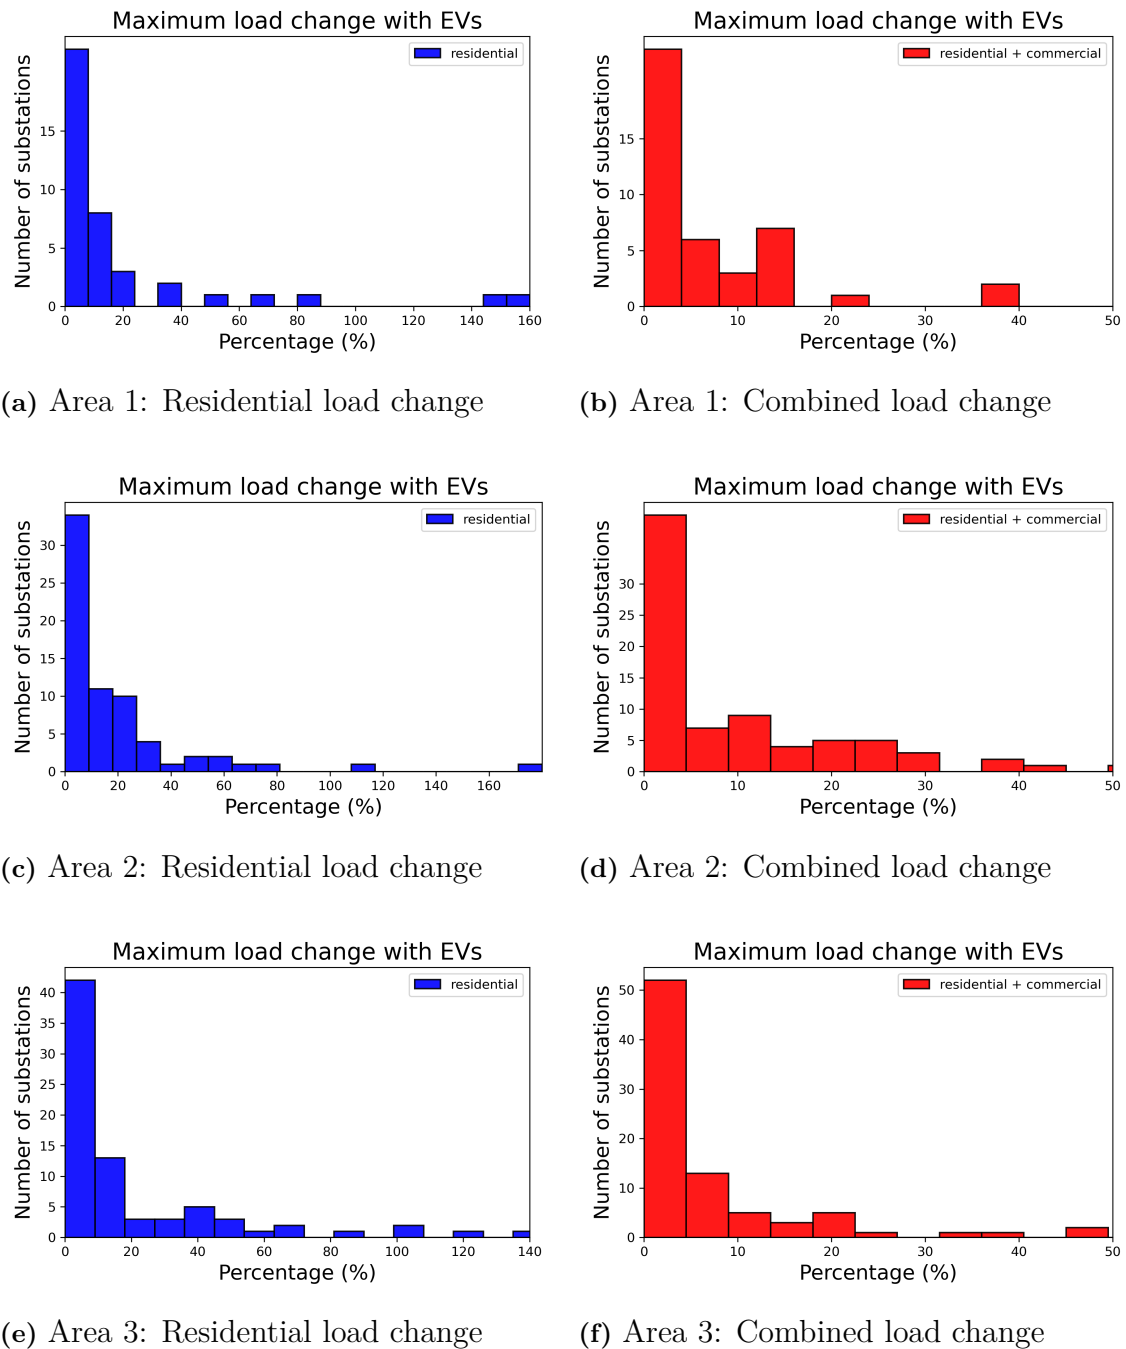 Maximum load change with EVs
residential
Number of substations
15
10
5
0
0 20 40 60 80 100 120 140 160
Percentage (%)
(a) Area 1: Residential load change
Maximum load change with EVs
residential + commercial
Number of substations
15
10
5
0
0 10 20 30 40 50
Percentage (%)
(b) Area 1: Combined load change
Maximum load change with EVs
residential
Number of substations
30
25
20
15
10
5
0
0 20 40 60 80 100 120 140 160
Percentage (%)
(c) Area 2: Residential load change
Maximum load change with EVs
residential + commercial
Number of substations
30
25
20
15
10
5
0
0 10 20 30 40 50
Percentage (%)
(d) Area 2: Combined load change
Maximum load change with EVs
residential
Number of substations
40
35
30
25
20
15
10
5
0
0 20 40 60 80 100 120 140
Percentage (%)
(e) Area 3: Residential load change
Maximum load change with EVs
residential + commercial
Number of substations
50
40
30
20
10
0
0 10 20 30 40 50
Percentage (%)
(f) Area 3: Combined load change